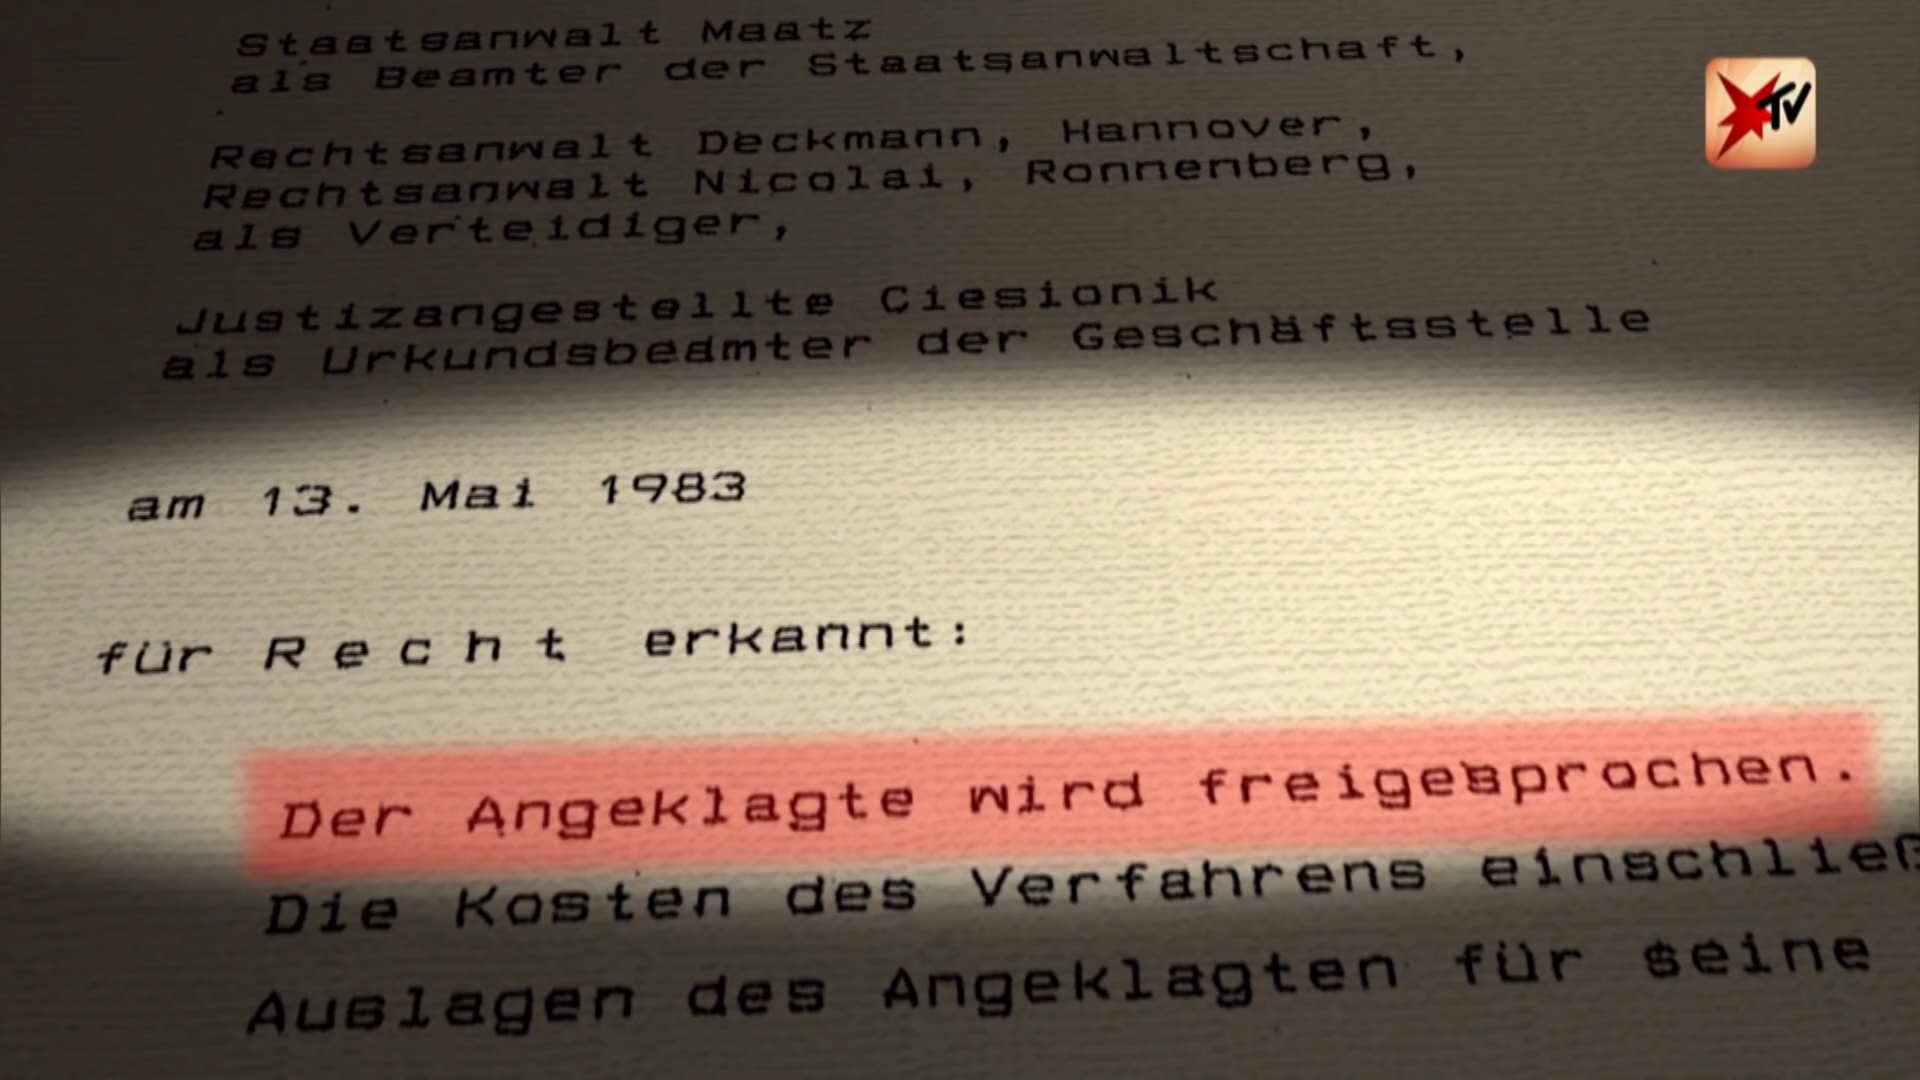 Staatsanwalt Maatz
als Beamter der Staatsanwaltschaft,
Rechtsanwalt Deckmann, Hannover,
Rechtsanwalt Nicolai, Ronnenberg,
als Verteidiger,
Justizangestellte Ciesionik
als Urkundsbeamter der Geschäftsstelle
am 13. Mai 1983
für Recht erkannt:
Der Angeklagte wird freigesprochen.
Die Kosten des Verfahrens einschließ
Auslagen des Angeklagten für seine
TV